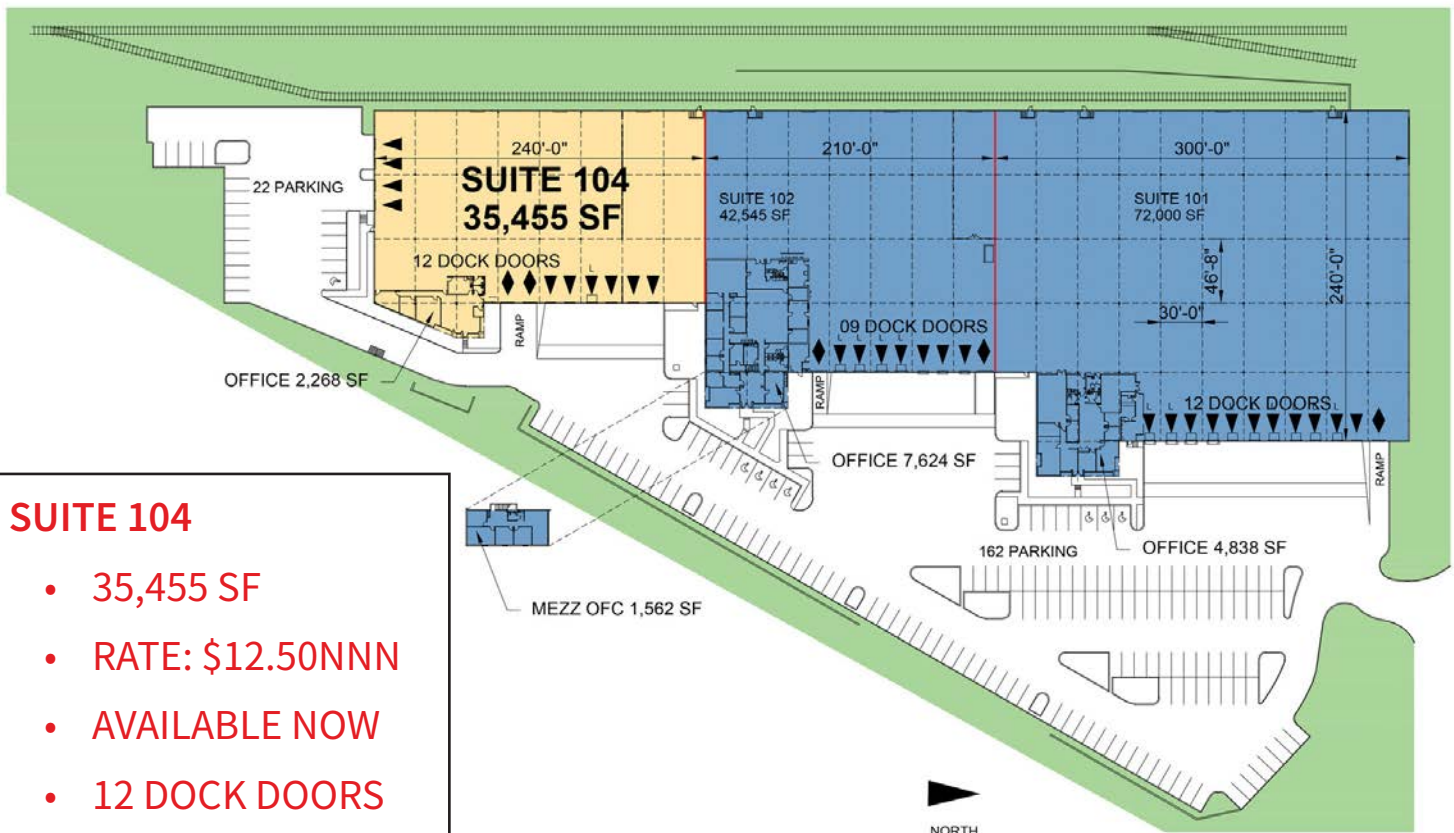 240'-0"
210'-0"
300'-0"
22 PARKING
SUITE 104
35,455 SF
SUITE 102
42,545 SF
SUITE 101
72,000 SF
12 DOCK DOORS
L
46'-8"
240'-0"
30'-0"
RAMP
09 DOCK DOORS
L L L L
OFFICE 2,268 SF
RAMP
12 DOCK DOORS
OFFICE 7,624 SF
RAMP
162 PARKING
OFFICE 4,838 SF
MEZZ OFC 1,562 SF
SUITE 104
• 35,455 SF
• RATE: $12.50NNN
• AVAILABLE NOW
• 12 DOCK DOORS
NORTH